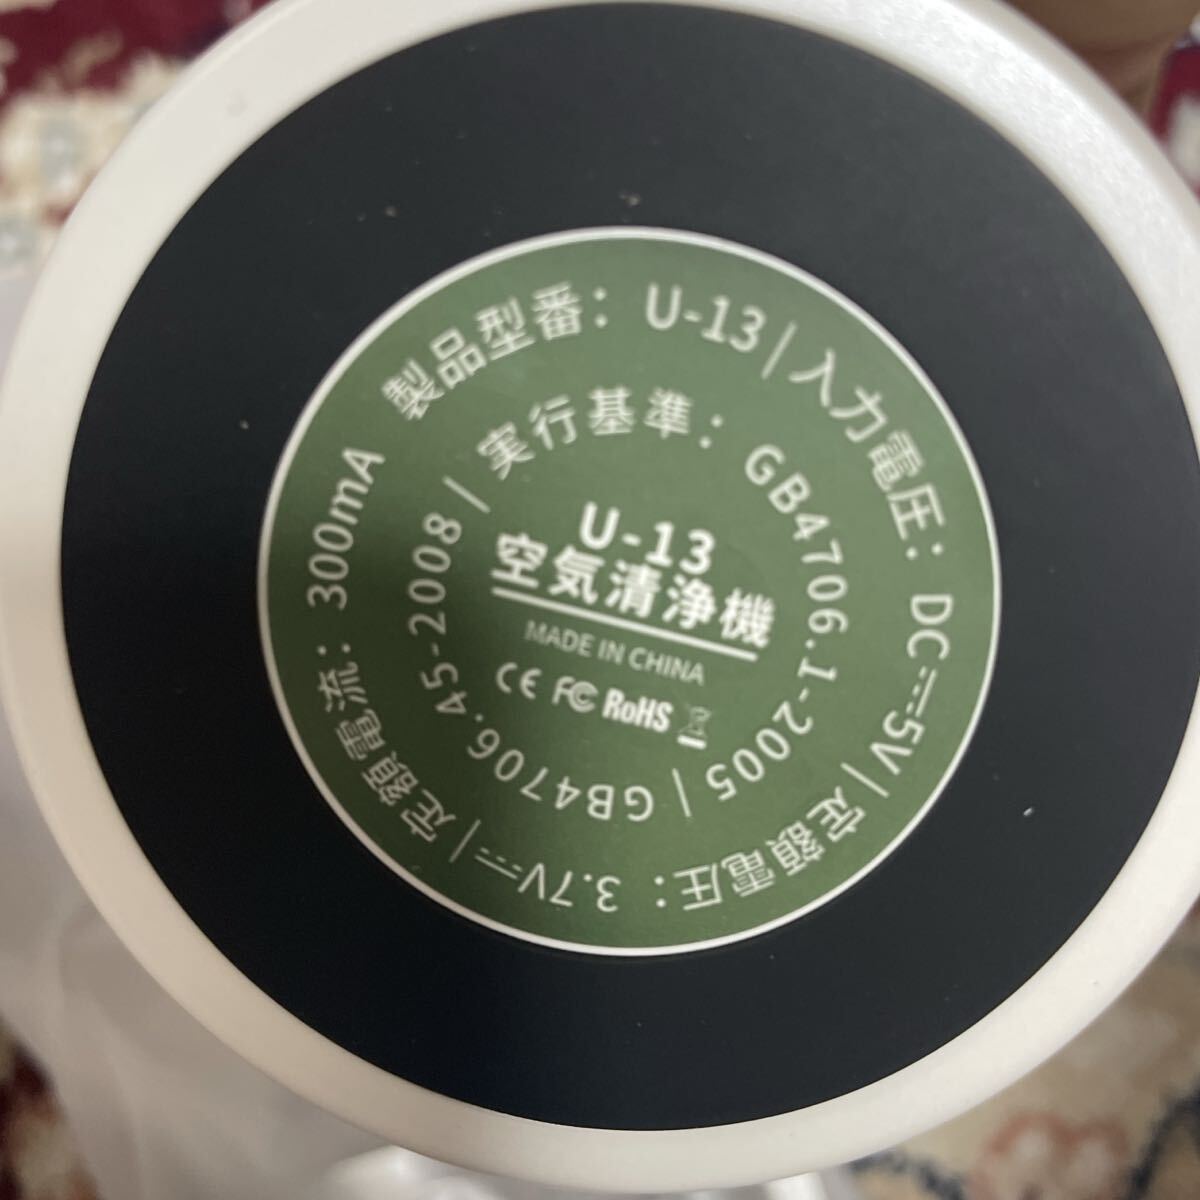 製品型番：U-13 | 入力電圧：DC⎓5V | 定額電圧：3.7V⎓ | 定額電流：300mA
実行基準：GB4706.1-2005 | GB4706.45-2008 /
U-13
空気清浄機
MADE IN CHINA
CE FC RoHS